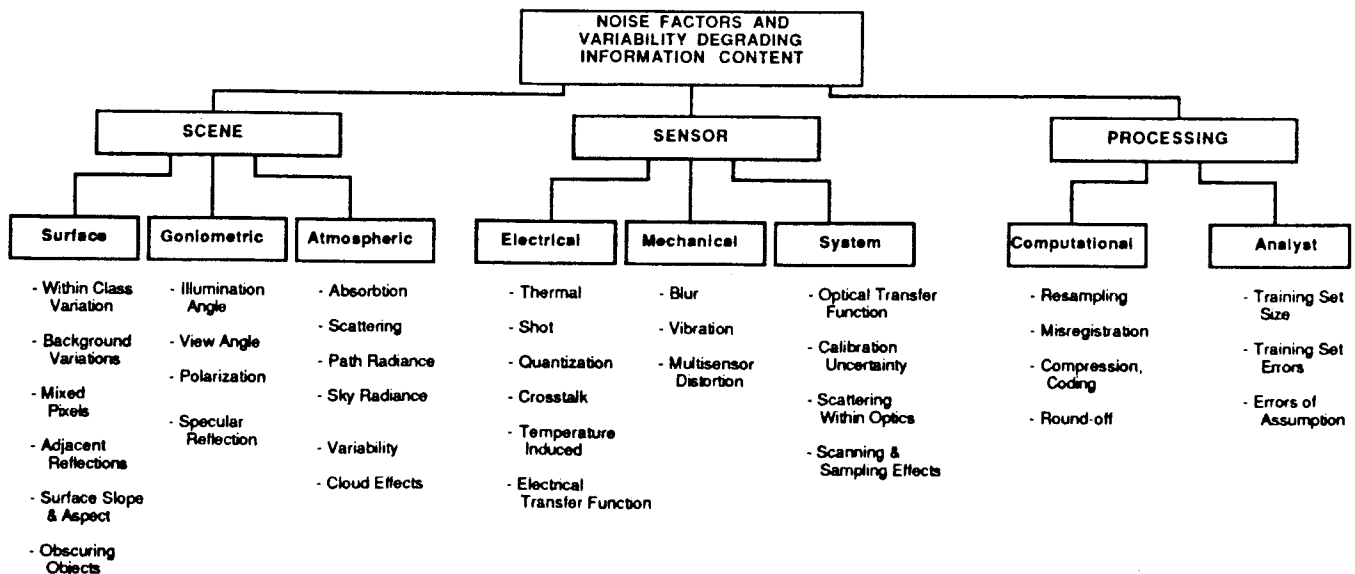 NOISE FACTORS AND
VARIABILITY DEGRADING
INFORMATION CONTENT
SCENE
SENSOR
PROCESSING
Surface
Goniometric
Atmospheric
Electrical
Mechanical
System
Computational
Analyst
- Within Class
Variation
- Background
Variations
- Mixed
Pixels
- Adjacent
Reflections
- Surface Slope
& Aspect
- Obscuring
Objects
- Illumination
Angle
- View Angle
- Polarization
- Specular
Reflection
- Absorbtion
- Scattering
- Path Radiance
- Sky Radiance
- Variability
- Cloud Effects
- Thermal
- Shot
- Quantization
- Crosstalk
- Temperature
Induced
- Electrical
Transfer Function
- Blur
- Vibration
- Multisensor
Distortion
- Optical Transfer
Function
- Calibration
Uncertainty
- Scattering
Within Optics
- Scanning &
Sampling Effects
- Resampling
- Misregistration
- Compression,
Coding
- Round-off
- Training Set
Size
- Training Set
Errors
- Errors of
Assumption